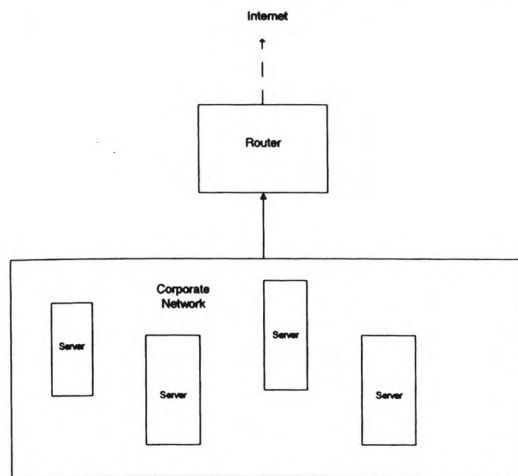 Internet
Router
Corporate
Network
Server
Server
Server
Server